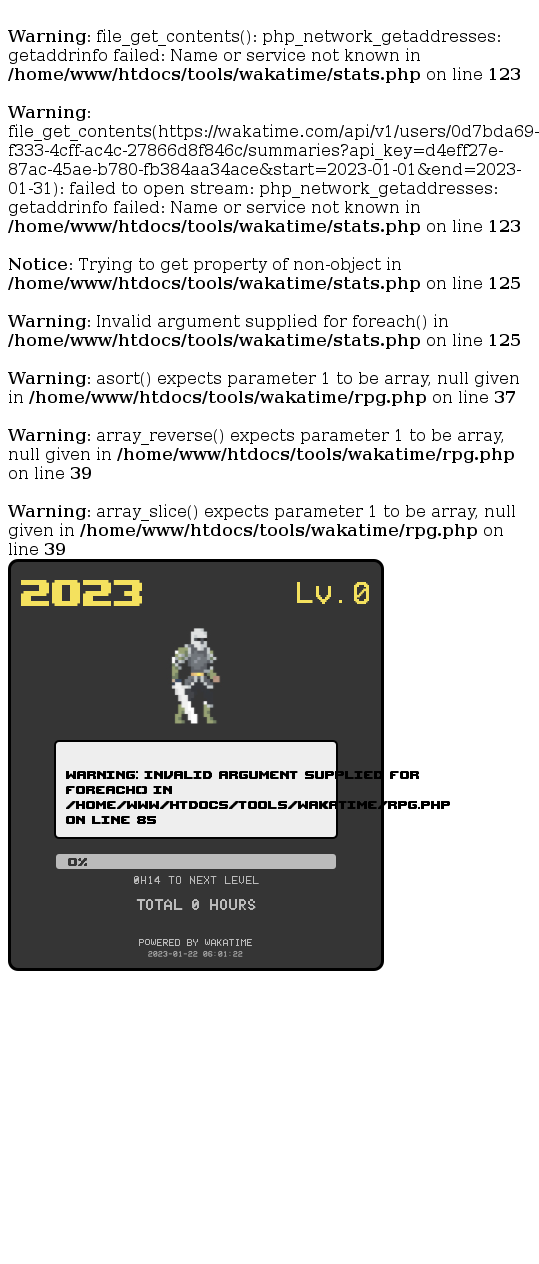 Warning: file_get_contents(): php_network_getaddresses:
getaddrinfo failed: Name or service not known in
/home/www/htdocs/tools/wakatime/stats.php on line 123
Warning:
file_get_contents(https://wakatime.com/api/v1/users/0d7bda69-
f333-4cff-ac4c-27866d8f846c/summaries?api_key=d4eff27e-
87ac-45ae-b780-fb384aa34ace&start=2023-01-01&end=2023-
01-31): failed to open stream: php_network_getaddresses:
getaddrinfo failed: Name or service not known in
/home/www/htdocs/tools/wakatime/stats.php on line 123
Notice: Trying to get property of non-object in
/home/www/htdocs/tools/wakatime/stats.php on line 125
Warning: Invalid argument supplied for foreach() in
/home/www/htdocs/tools/wakatime/stats.php on line 125
Warning: asort() expects parameter 1 to be array, null given
in /home/www/htdocs/tools/wakatime/rpg.php on line 37
Warning: array_reverse() expects parameter 1 to be array,
null given in /home/www/htdocs/tools/wakatime/rpg.php
on line 39
Warning: array_slice() expects parameter 1 to be array, null
given in /home/www/htdocs/tools/wakatime/rpg.php on
line 39
2023 Lv.0
WARNING: INVALID ARGUMENT SUPPLIED FOR
FOREACH() IN
/HOME/WWW/HTDOCS/TOOLS/WAKATIME/RPG.PHP
ON LINE 85
0%
0H14 TO NEXT LEVEL
TOTAL 0 HOURS
POWERED BY WAKATIME
2023-01-22 06:01:22